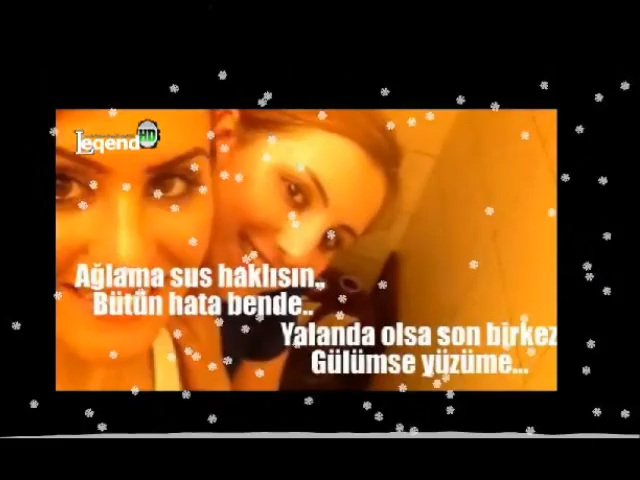 Legend HD
Ağlama sus haklısın..
Bütün hata bende..
Yalanda olsa son birkez
Gülümse yüzüme...